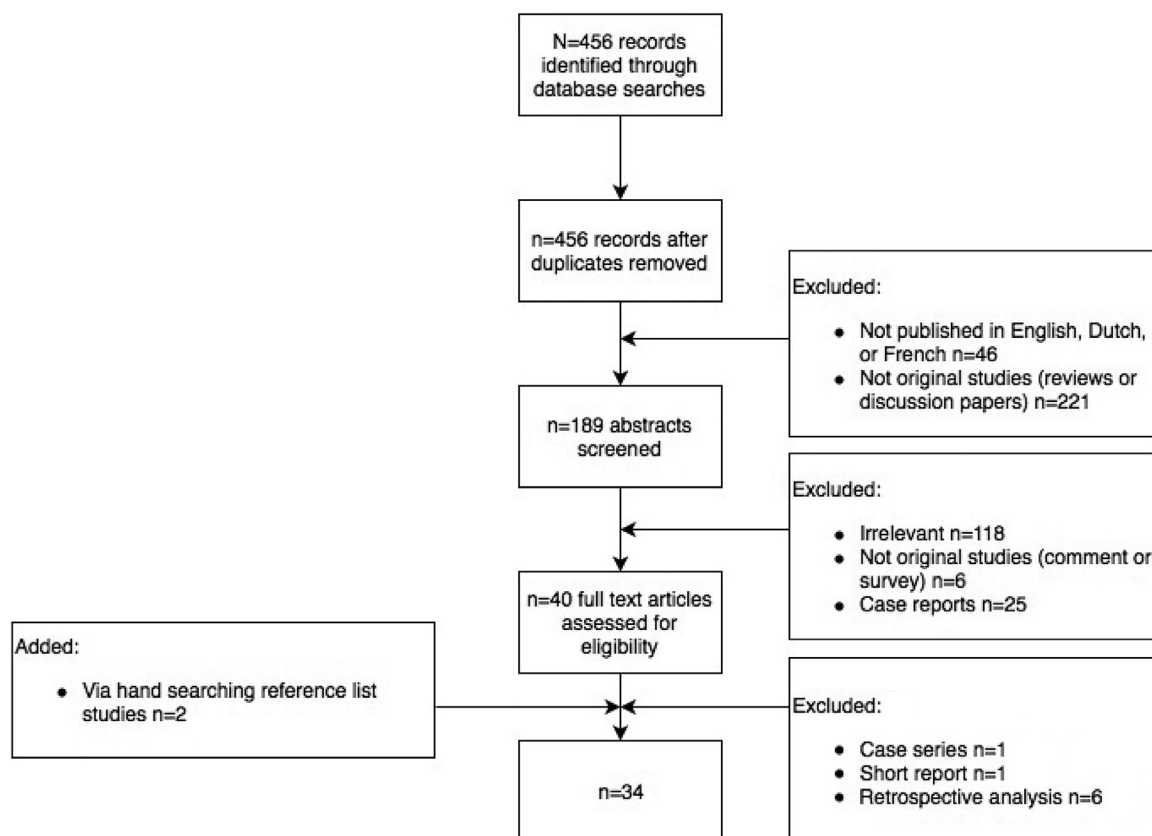 N=456 records
identified through
database searches
n=456 records after
duplicates removed
Excluded:
● Not published in English, Dutch,
or French n=46
● Not original studies (reviews or
discussion papers) n=221
n=189 abstracts
screened
Excluded:
● Irrelevant n=118
● Not original studies (comment or
survey) n=6
● Case reports n=25
n=40 full text articles
assessed for
eligibility
Added:
● Via hand searching reference list
studies n=2
Excluded:
● Case series n=1
● Short report n=1
● Retrospective analysis n=6
n=34